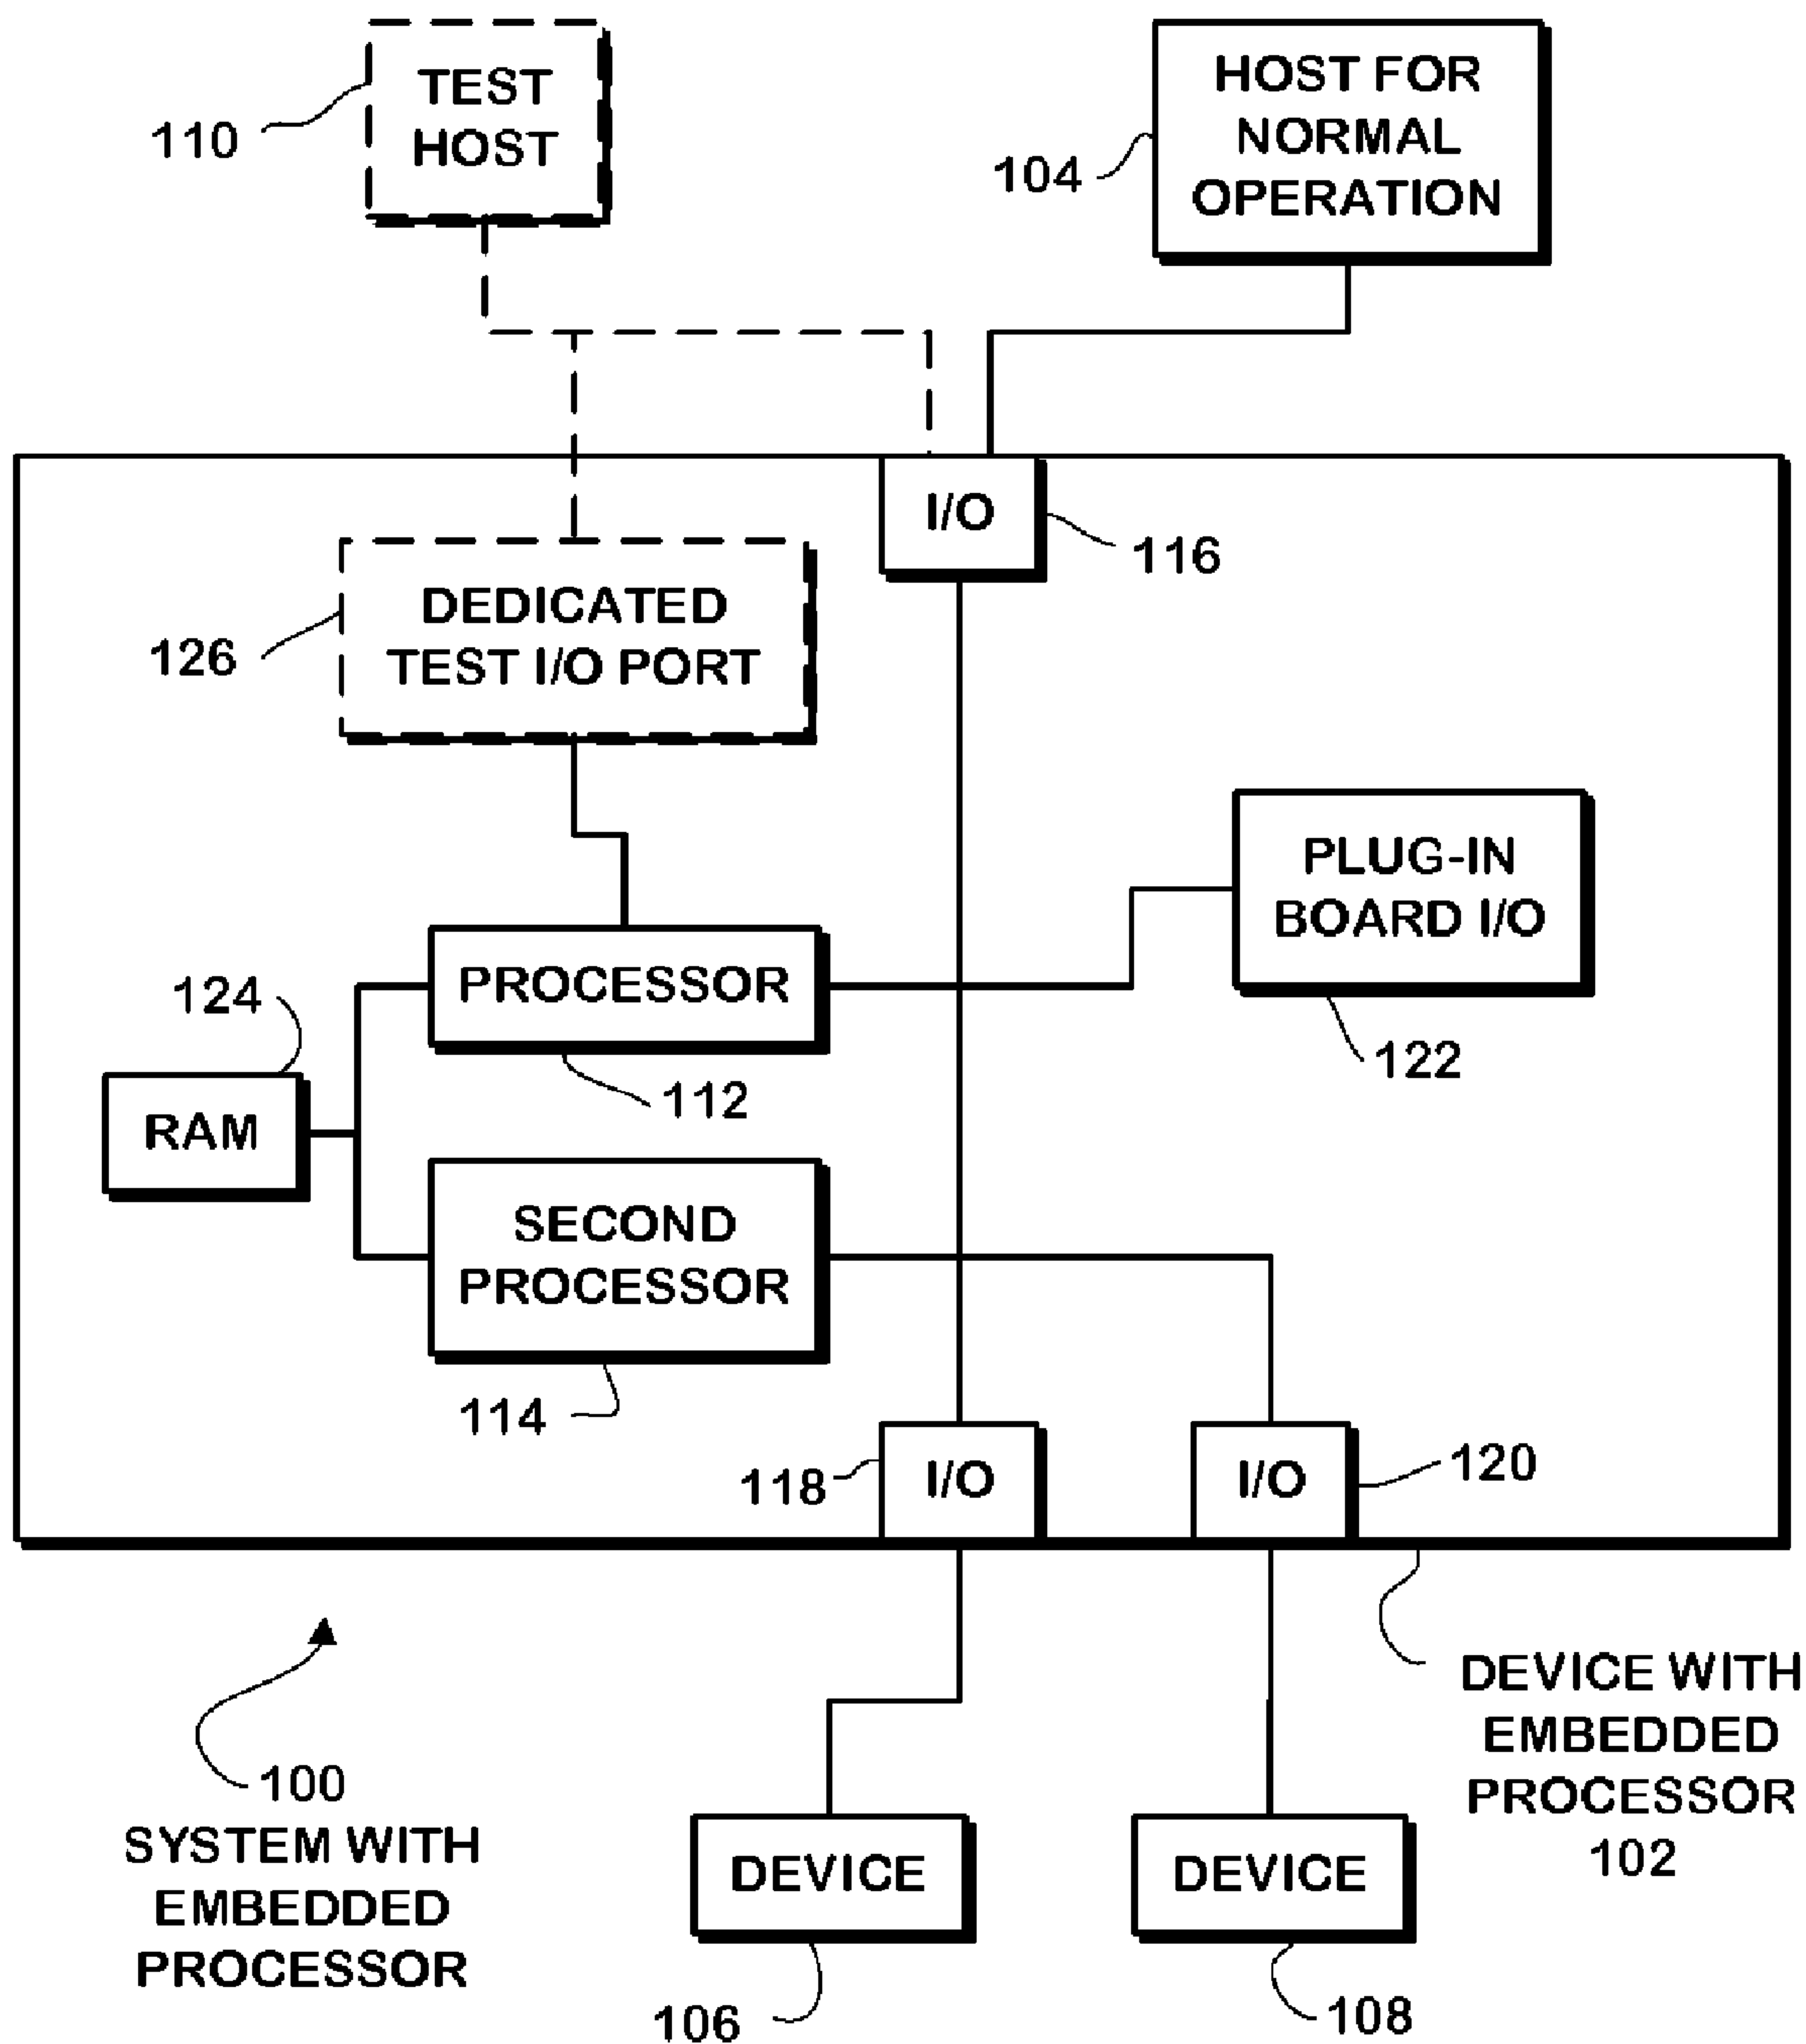 TEST
HOST
110
HOST FOR
NORMAL
OPERATION
104
I/O
116
DEDICATED
TEST I/O PORT
126
PLUG-IN
BOARD I/O
122
PROCESSOR
112
124
RAM
SECOND
PROCESSOR
114
118
I/O
I/O
120
DEVICE WITH
EMBEDDED
PROCESSOR
102
100
SYSTEM WITH
EMBEDDED
PROCESSOR
DEVICE
106
DEVICE
108